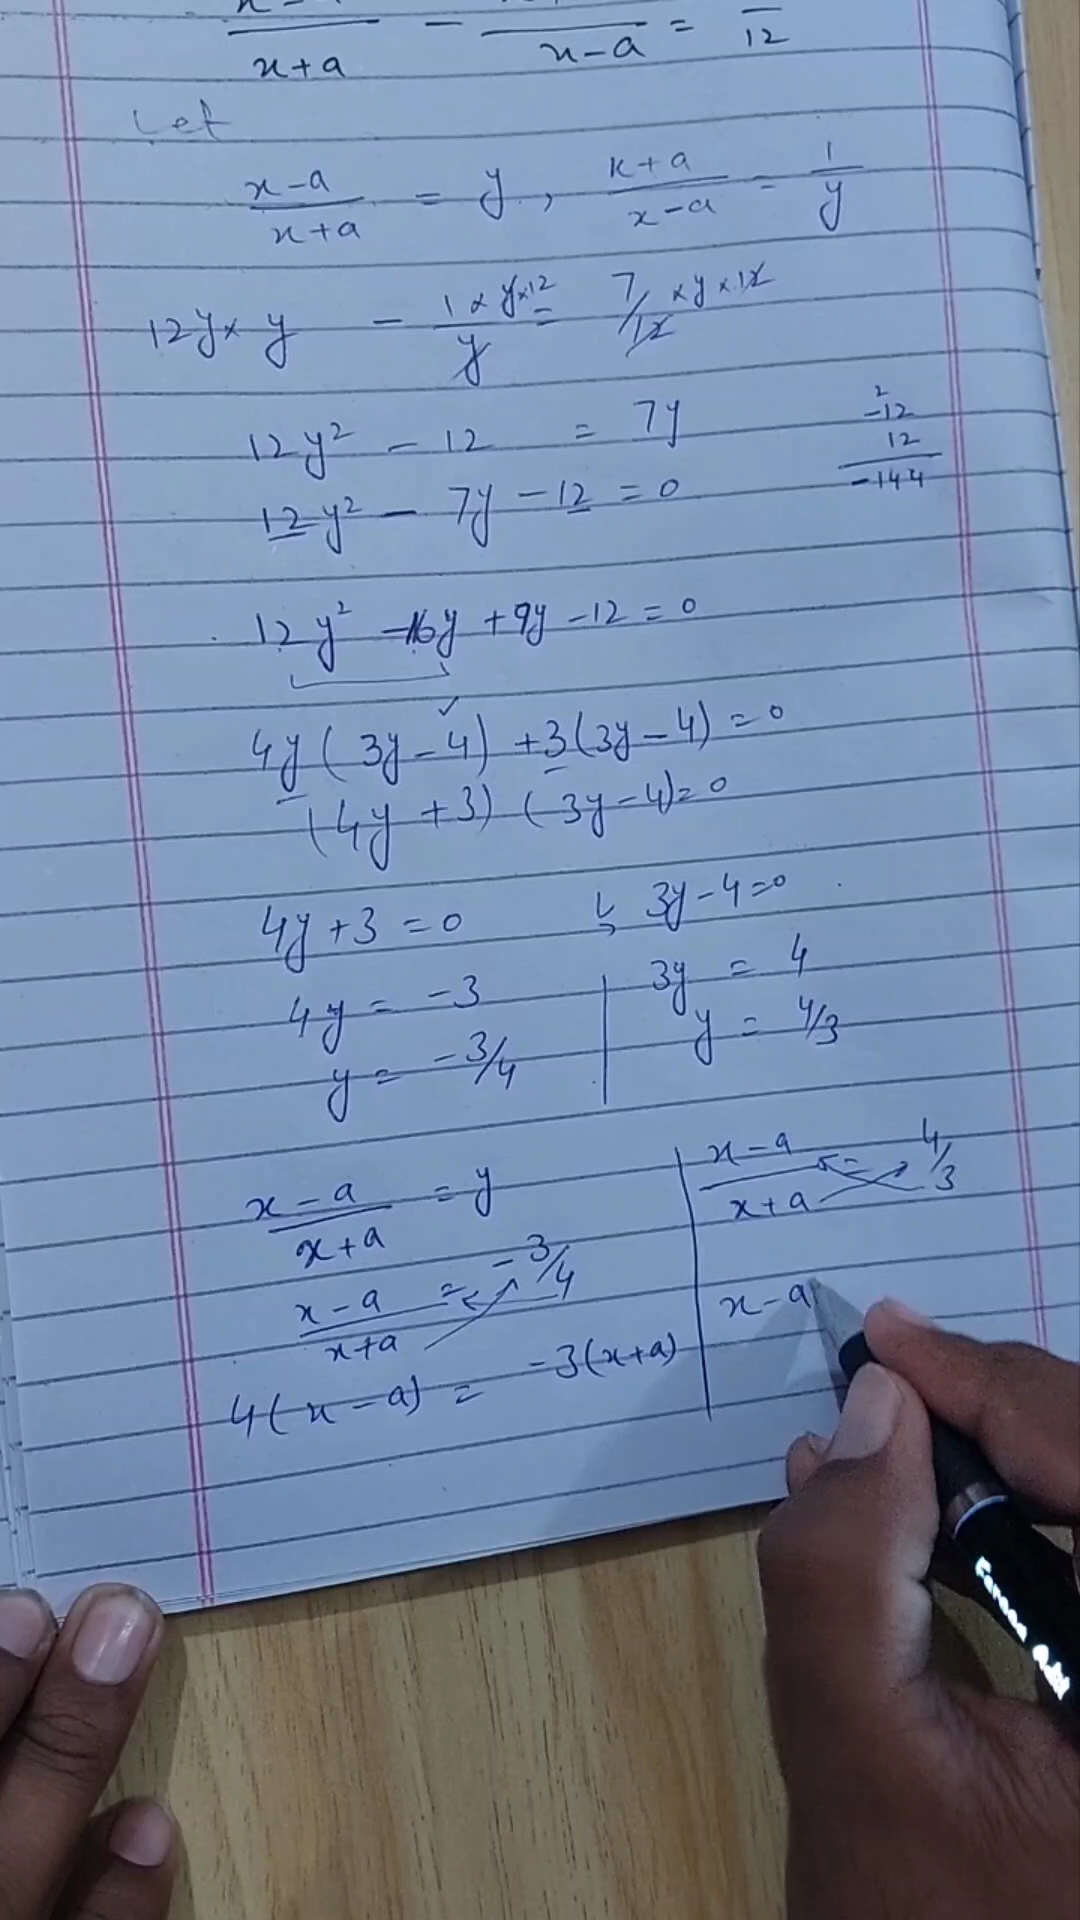 x-a/x+a - /x-a = /12
Let
x-a/x+a = y, x+a/x-a = 1/y
12y×y - 1×y×12/y = 7/12 ×y×12
12y² - 12 = 7y
-12
12
-144
12y² - 7y - 12 = 0
12y² -16y +9y -12 = 0
4y(3y-4) +3(3y-4) = 0
(4y+3) (3y-4)=0
4y+3 = 0 3y-4=0
4y = -3 3y = 4
y = -3/4 y = 4/3
x-a/x+a = y x-a/x+a = 4/3
x-a/x+a = -3/4 x-a
4(x-a) = -3(x+a)